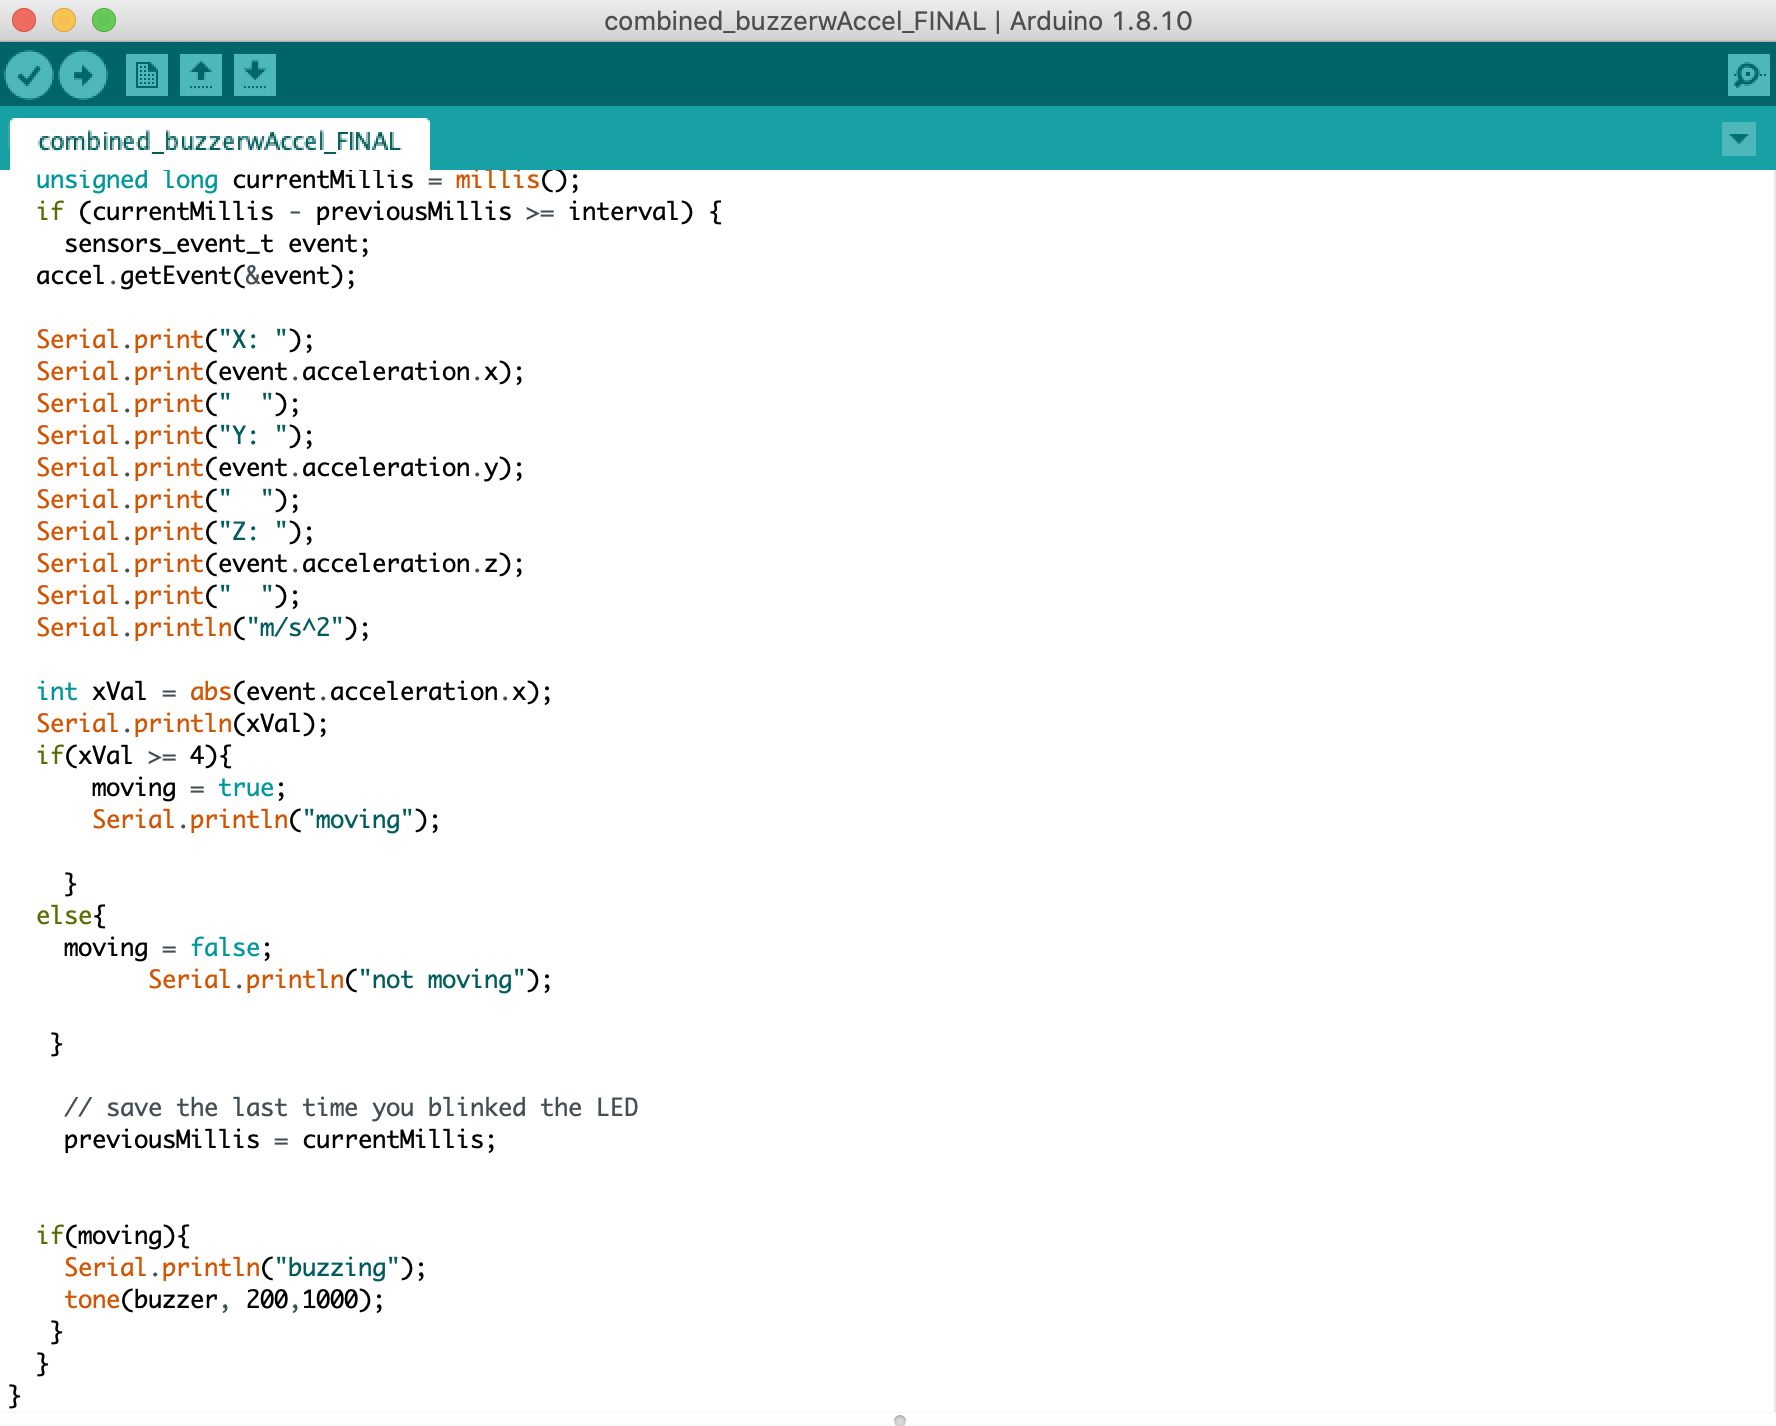 combined_buzzerwAccel_FINAL | Arduino 1.8.10
combined_buzzerwAccel_FINAL
unsigned long currentMillis = millis();
if (currentMillis - previousMillis >= interval) {
sensors_event_t event;
accel.getEvent(&event);
Serial.print("X: ");
Serial.print(event.acceleration.x);
Serial.print("  ");
Serial.print("Y: ");
Serial.print(event.acceleration.y);
Serial.print("  ");
Serial.print("Z: ");
Serial.print(event.acceleration.z);
Serial.print("  ");
Serial.println("m/s^2");
int xVal = abs(event.acceleration.x);
Serial.println(xVal);
if(xVal >= 4){
moving = true;
Serial.println("moving");
}
else{
moving = false;
Serial.println("not moving");
}
// save the last time you blinked the LED
previousMillis = currentMillis;
if(moving){
Serial.println("buzzing");
tone(buzzer, 200,1000);
}
}
}